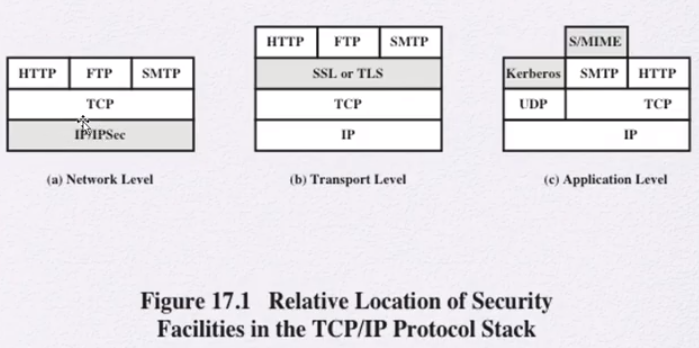 HTTP FTP SMTP
TCP
IP/IPSec
(a) Network Level
HTTP FTP SMTP
SSL or TLS
TCP
IP
(b) Transport Level
S/MIME
Kerberos SMTP HTTP
UDP TCP
IP
(c) Application Level
Figure 17.1 Relative Location of Security
Facilities in the TCP/IP Protocol Stack